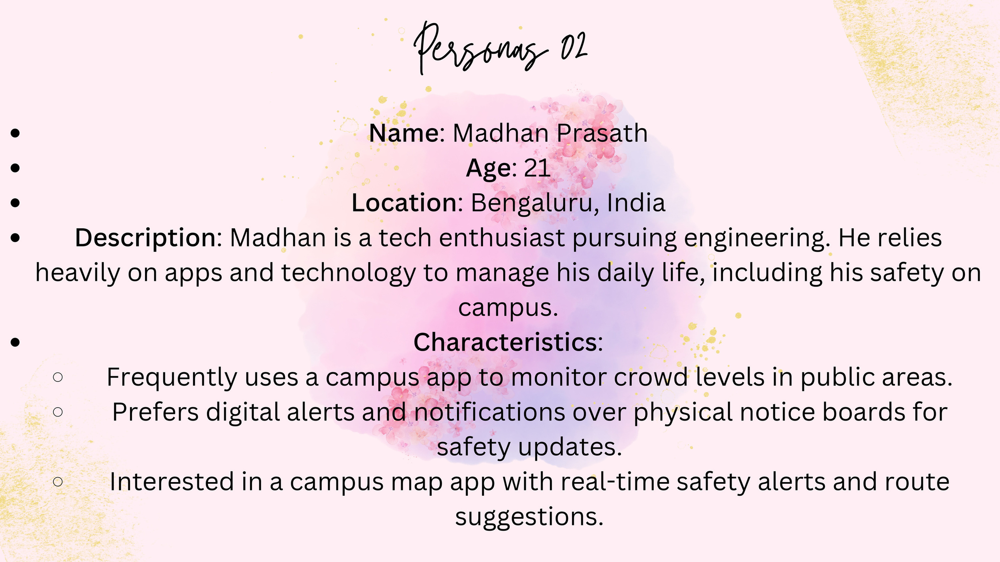 Personas 02
• Name: Madhan Prasath
• Age: 21
• Location: Bengaluru, India
• Description: Madhan is a tech enthusiast pursuing engineering. He relies
heavily on apps and technology to manage his daily life, including his safety on
campus.
• Characteristics:
○ Frequently uses a campus app to monitor crowd levels in public areas.
○ Prefers digital alerts and notifications over physical notice boards for
safety updates.
○ Interested in a campus map app with real-time safety alerts and route
suggestions.